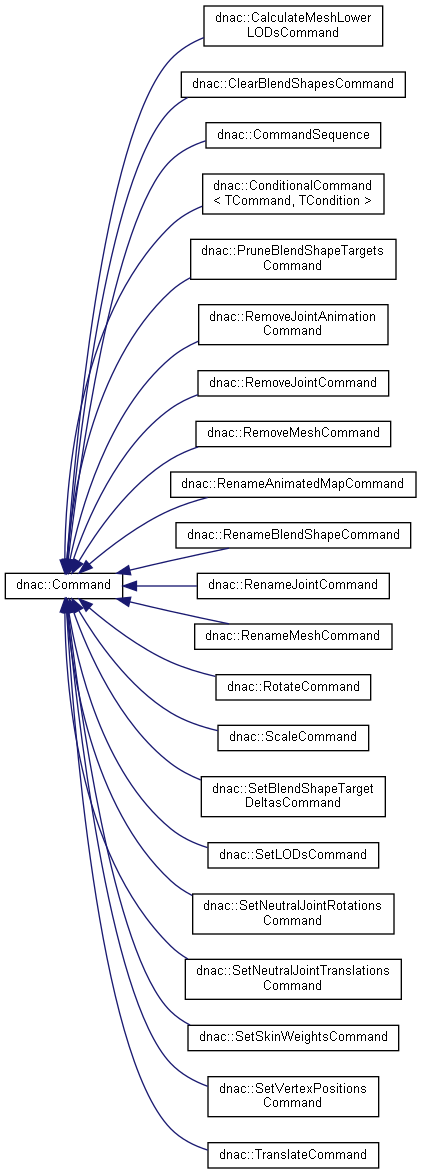 dnac::CalculateMeshLower
LODsCommand
dnac::ClearBlendShapesCommand
dnac::CommandSequence
dnac::ConditionalCommand
< TCommand, TCondition >
dnac::PruneBlendShapeTargets
Command
dnac::RemoveJointAnimation
Command
dnac::RemoveJointCommand
dnac::RemoveMeshCommand
dnac::RenameAnimatedMapCommand
dnac::RenameBlendShapeCommand
dnac::Command
dnac::RenameJointCommand
dnac::RenameMeshCommand
dnac::RotateCommand
dnac::ScaleCommand
dnac::SetBlendShapeTarget
DeltasCommand
dnac::SetLODsCommand
dnac::SetNeutralJointRotations
Command
dnac::SetNeutralJointTranslations
Command
dnac::SetSkinWeightsCommand
dnac::SetVertexPositions
Command
dnac::TranslateCommand